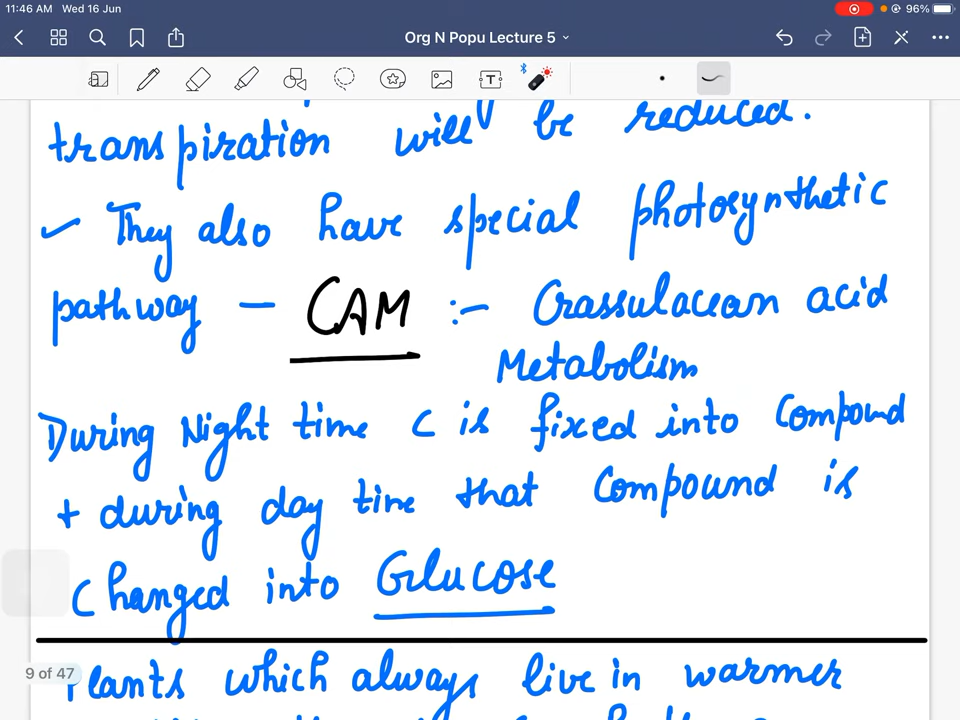 11:46 AM Wed 16 Jun
96%
Org N Popu Lecture 5
transpiration will be reduced.
They also have special photosynthetic
pathway - CAM :- Crassulacean acid
Metabolism
During Night time C is fixed into Compound
+ during day time that Compound is
Changed into Glucose
9 of 47
Plants which always live in warmer